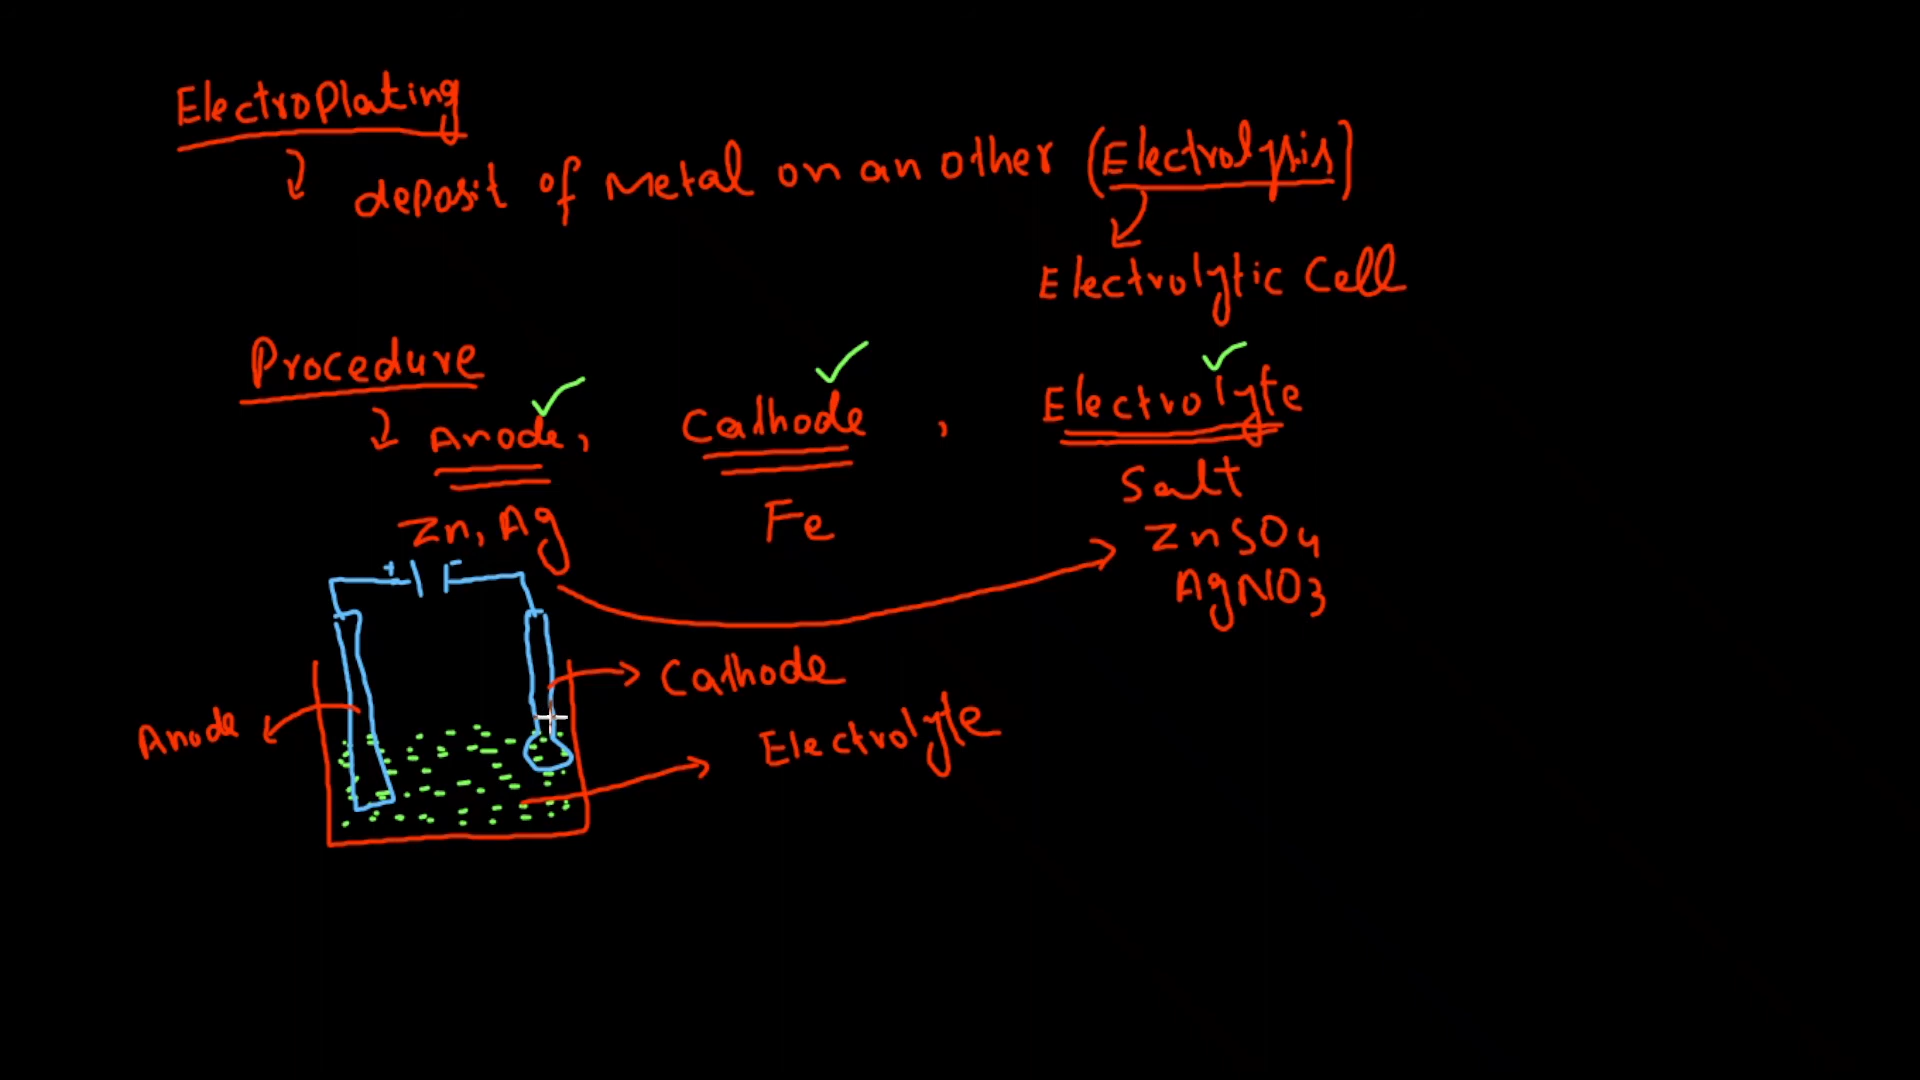 ElectroPlating
deposit of Metal on an other (Electrolysis)
Electrolytic Cell
Procedure
Anode, Cathode, Electrolyte
Salt
Zn, Ag Fe ZnSO4
AgNO3
+ -
Cathode
Anode Electrolyte